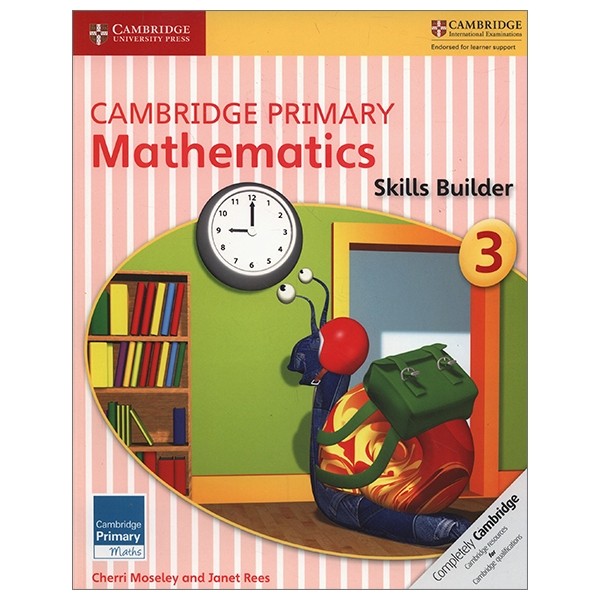 CAMBRIDGE
UNIVERSITY PRESS
CAMBRIDGE
International Examinations
Endorsed for learner support
CAMBRIDGE PRIMARY
Mathematics
Skills Builder
3
12
11
1
10
2
9
3
8
4
7
5
6
Cambridge
Primary
Maths
Completely Cambridge
Cambridge resources
for
Cambridge qualifications
Cherri Moseley and Janet Rees